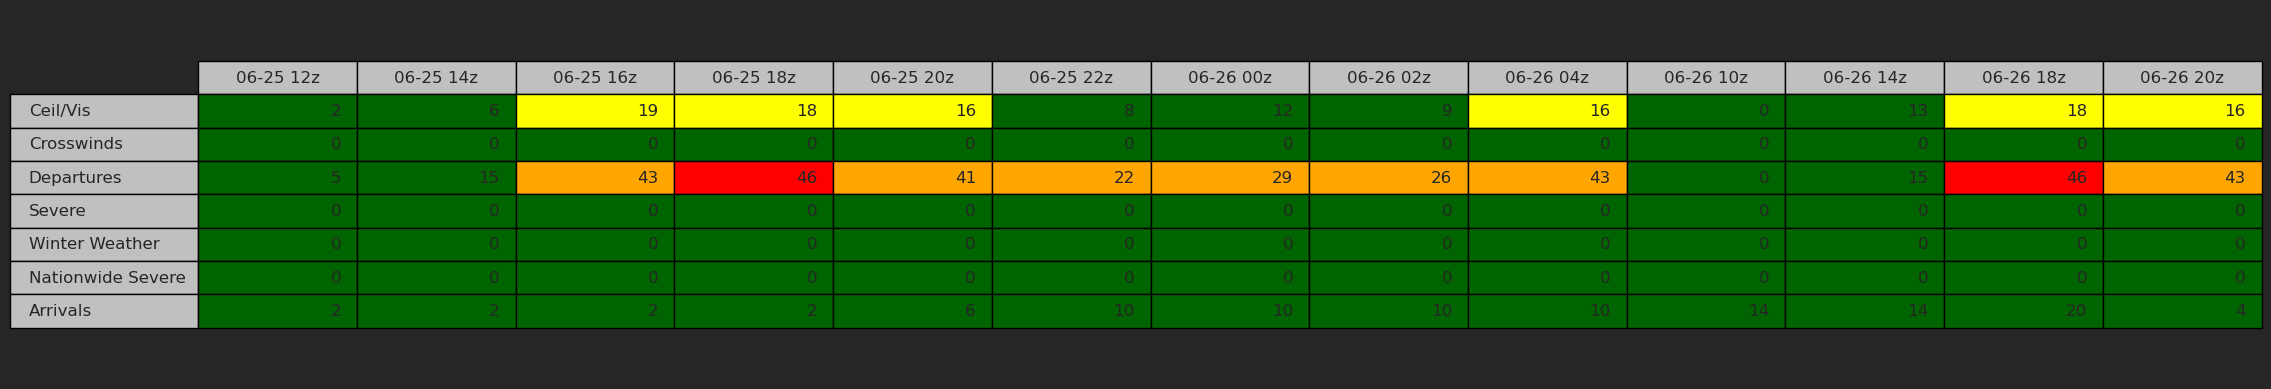 06-25 12z 06-25 14z 06-25 16z 06-25 18z 06-25 20z 06-25 22z 06-26 00z 06-26 02z 06-26 04z 06-26 10z 06-26 14z 06-26 18z 06-26 20z
Ceil/Vis 2 6 19 18 16 8 12 9 16 0 13 18 16
Crosswinds 0 0 0 0 0 0 0 0 0 0 0 0 0
Departures 5 15 43 46 41 22 29 26 43 0 15 46 43
Severe 0 0 0 0 0 0 0 0 0 0 0 0 0
Winter Weather 0 0 0 0 0 0 0 0 0 0 0 0 0
Nationwide Severe 0 0 0 0 0 0 0 0 0 0 0 0 0
Arrivals 2 2 2 2 6 10 10 10 10 14 14 20 4